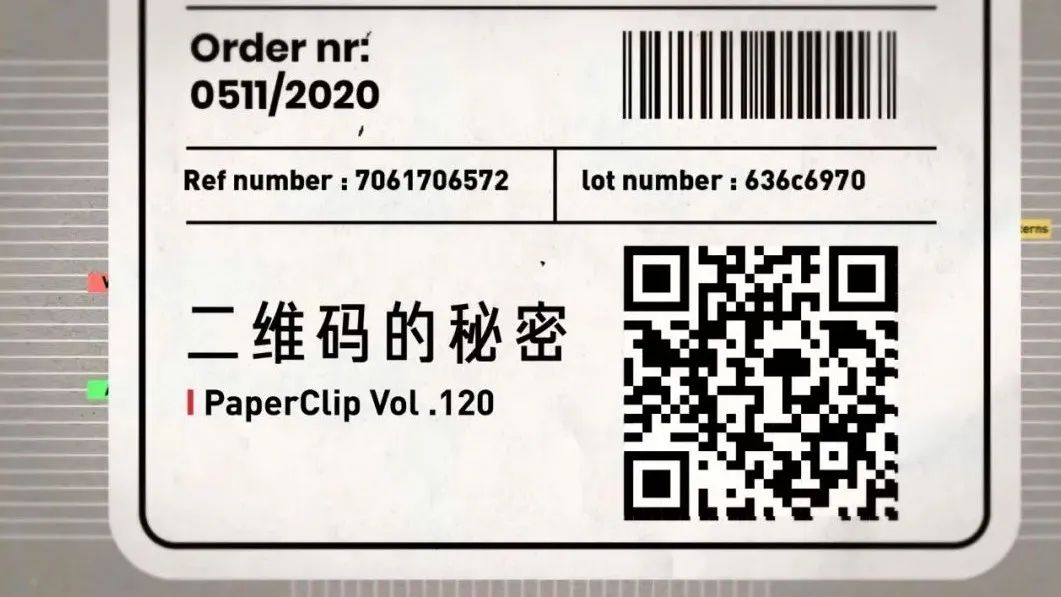 Order nr:
0511/2020
Ref number : 7061706572
lot number : 636c6970
二维码的秘密
PaperClip Vol .120
erns